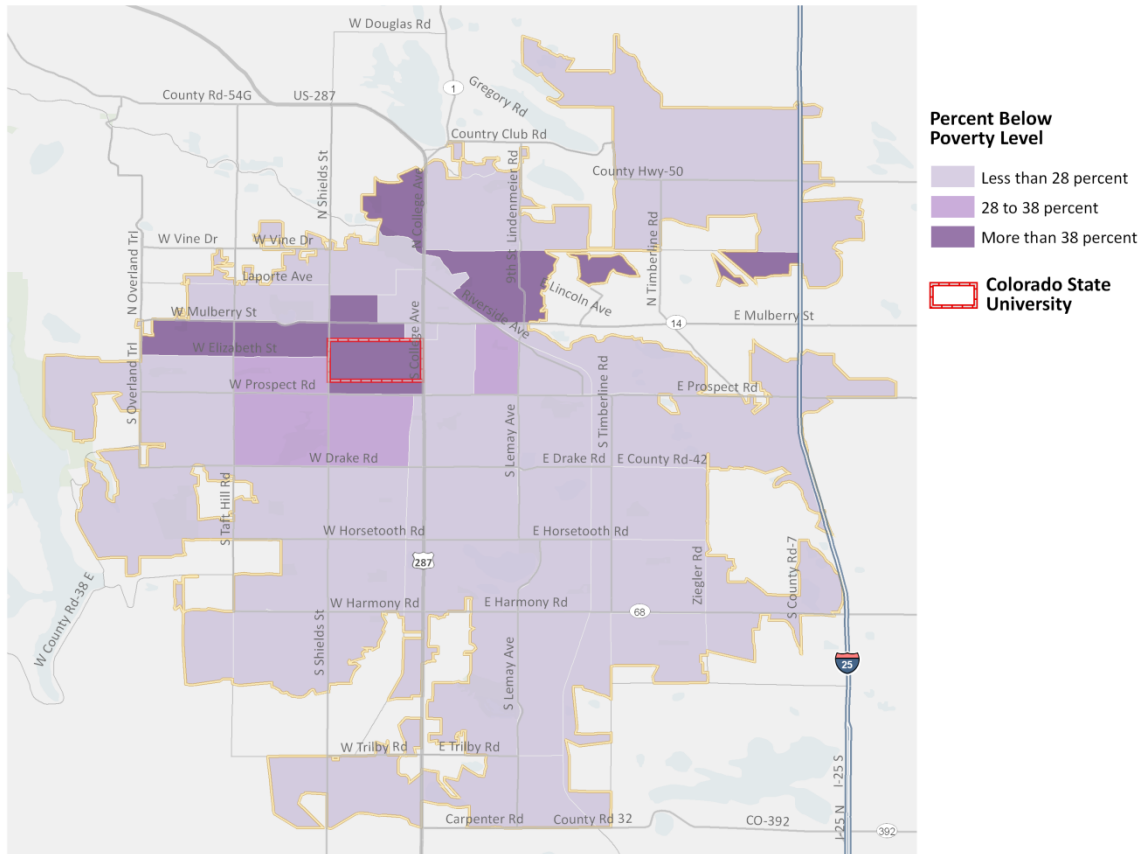 W Douglas Rd
County Rd-54G
US-287
1
Gregory Rd
Country Club Rd
County Hwy-50
N Shields St
N College Ave
9th St
Lindenmeier Rd
N Timberline Rd
N Overland Trl
W Vine Dr
W Vine Dr
Laporte Ave
Lincoln Ave
Riverside Ave
14
E Mulberry St
W Mulberry St
W Elizabeth St
S College Ave
W Prospect Rd
E Prospect Rd
S Overland Trl
S Timberline Rd
S Lemay Ave
W Drake Rd
E Drake Rd
E County Rd-42
S Taft Hill Rd
W Horsetooth Rd
E Horsetooth Rd
287
Ziegler Rd
S County Rd-7
W County Rd-38 E
W Harmony Rd
E Harmony Rd
68
S Shields St
S Lemay Ave
25
W Trilby Rd
E Trilby Rd
I-25 S
I-25 N
Carpenter Rd
County Rd 32
CO-392
392
Percent Below
Poverty Level
Less than 28 percent
28 to 38 percent
More than 38 percent
Colorado State
University